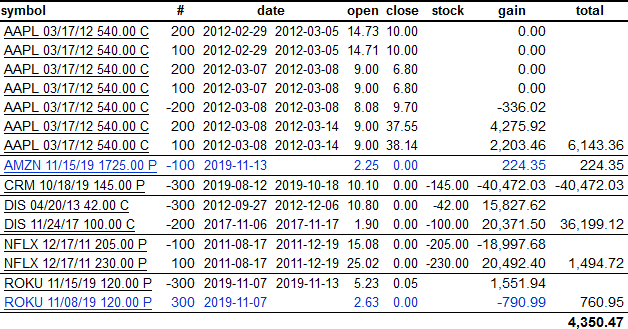 symbol # date open close stock gain total
AAPL 03/17/12 540.00 C 200 2012-02-29 2012-03-05 14.73 10.00 0.00
AAPL 03/17/12 540.00 C 100 2012-02-29 2012-03-05 14.71 10.00 0.00
AAPL 03/17/12 540.00 C 200 2012-03-07 2012-03-08 9.00 6.80 0.00
AAPL 03/17/12 540.00 C 100 2012-03-07 2012-03-08 9.00 6.80 0.00
AAPL 03/17/12 540.00 C -200 2012-03-08 2012-03-08 8.08 9.70 -336.02
AAPL 03/17/12 540.00 C 200 2012-03-08 2012-03-14 9.00 37.55 4,275.92
AAPL 03/17/12 540.00 C 100 2012-03-08 2012-03-14 9.00 38.14 2,203.46 6,143.36
AMZN 11/15/19 1725.00 P -100 2019-11-13 2.25 0.00 224.35 224.35
CRM 10/18/19 145.00 P -300 2019-08-12 2019-10-18 10.10 0.00 -145.00 -40,472.03 -40,472.03
DIS 04/20/13 42.00 C -300 2012-09-27 2012-12-06 10.80 0.00 -42.00 15,827.62
DIS 11/24/17 100.00 C -200 2017-11-06 2017-11-17 1.90 0.00 -100.00 20,371.50 36,199.12
NFLX 12/17/11 205.00 P -100 2011-08-17 2011-12-19 15.08 0.00 -205.00 -18,997.68
NFLX 12/17/11 230.00 P 100 2011-08-17 2011-12-19 25.02 0.00 -230.00 20,492.40 1,494.72
ROKU 11/15/19 120.00 P -300 2019-11-07 2019-11-13 5.23 0.05 1,551.94
ROKU 11/08/19 120.00 P 300 2019-11-07 2.63 0.00 -790.99 760.95
4,350.47